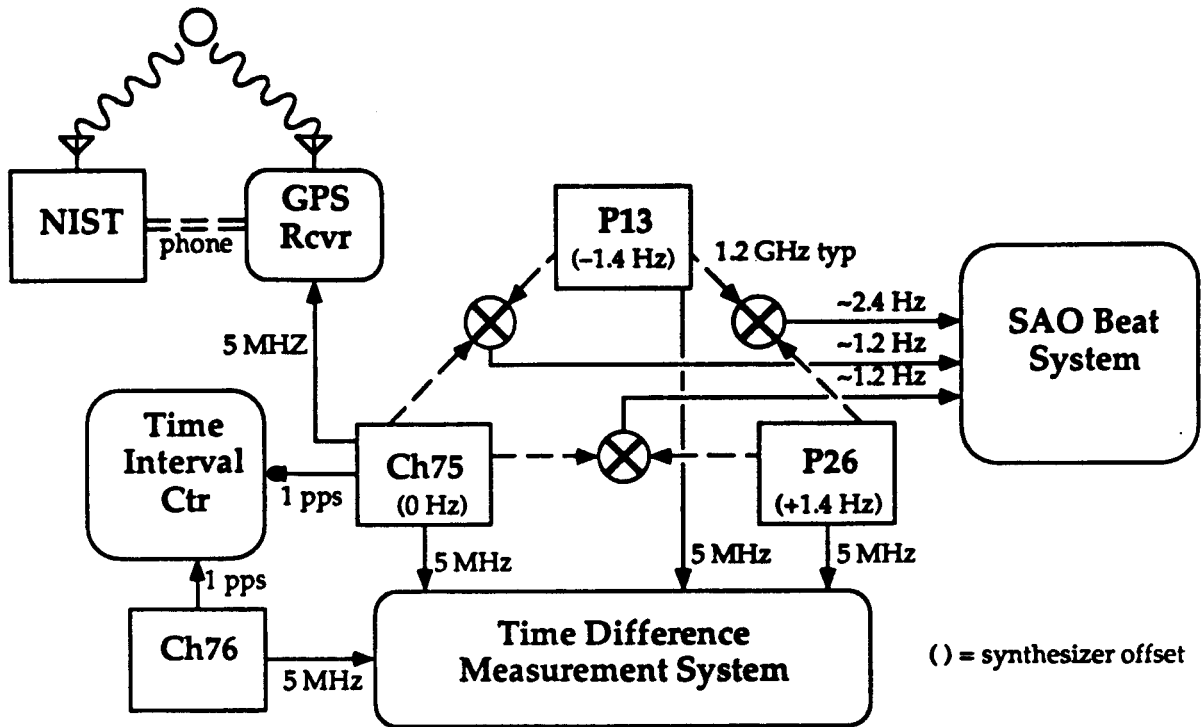 NIST
phone
GPS
Rcvr
P13
(−1.4 Hz)
1.2 GHz typ
~2.4 Hz
~1.2 Hz
~1.2 Hz
SAO Beat
System
5 MHZ
Time
Interval
Ctr
1 pps
Ch75
(0 Hz)
P26
(+1.4 Hz)
5 MHz
5 MHz
5 MHz
1 pps
Ch76
5 MHz
Time Difference
Measurement System
( ) = synthesizer offset